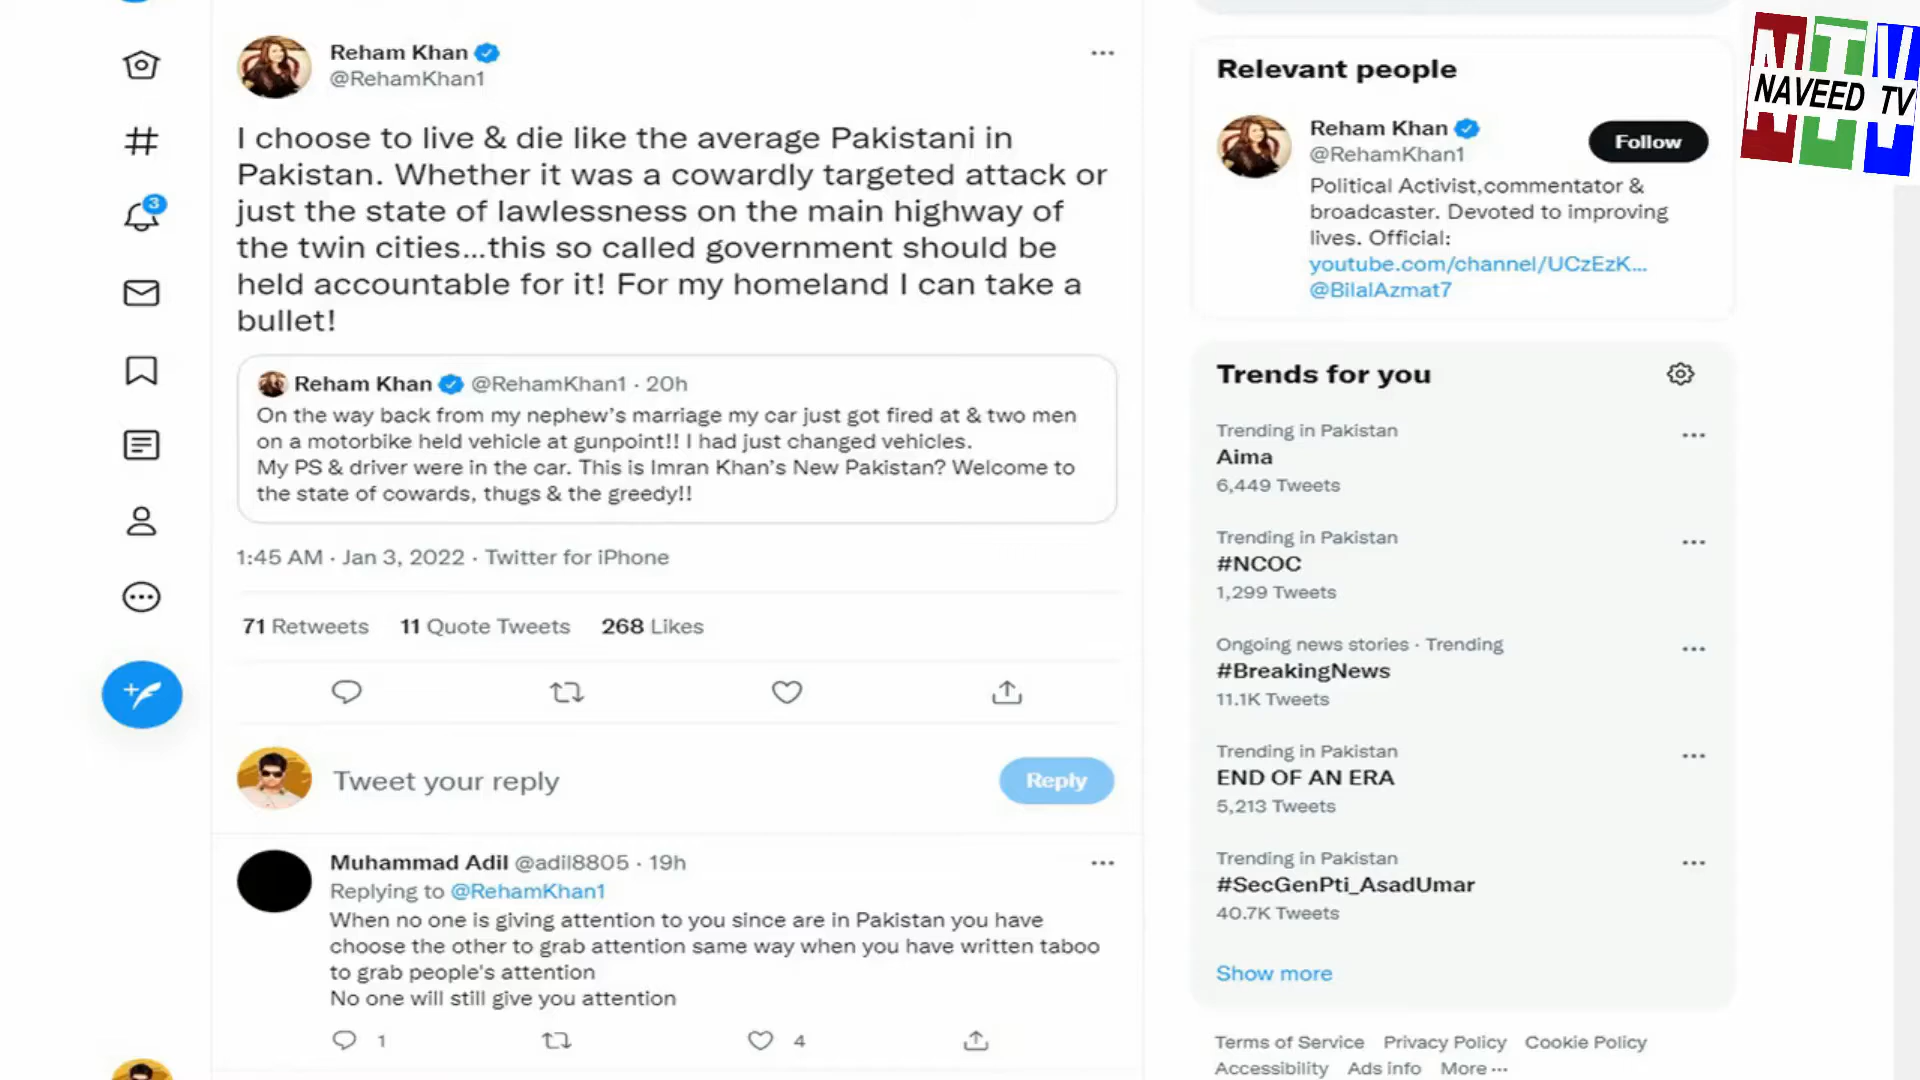 Reham Khan
@RehamKhan1
I choose to live & die like the average Pakistani in
Pakistan. Whether it was a cowardly targeted attack or
just the state of lawlessness on the main highway of
the twin cities...this so called government should be
held accountable for it! For my homeland I can take a
bullet!
Reham Khan @RehamKhan1 · 20h
On the way back from my nephew's marriage my car just got fired at & two men
on a motorbike held vehicle at gunpoint!! I had just changed vehicles.
My PS & driver were in the car. This is Imran Khan's New Pakistan? Welcome to
the state of cowards, thugs & the greedy!!
1:45 AM · Jan 3, 2022 · Twitter for iPhone
71 Retweets 11 Quote Tweets 268 Likes
Tweet your reply
Reply
Muhammad Adil @adil8805 · 19h
Replying to @RehamKhan1
When no one is giving attention to you since are in Pakistan you have
choose the other to grab attention same way when you have written taboo
to grab people's attention
No one will still give you attention
1 4
3
Relevant people
Reham Khan
@RehamKhan1
Follow
Political Activist,commentator &
broadcaster. Devoted to improving
lives. Official:
youtube.com/channel/UCzEzK...
@BilalAzmat7
Trends for you
Trending in Pakistan
Aima
6,449 Tweets
Trending in Pakistan
#NCOC
1,299 Tweets
Ongoing news stories · Trending
#BreakingNews
11.1K Tweets
Trending in Pakistan
END OF AN ERA
5,213 Tweets
Trending in Pakistan
#SecGenPti_AsadUmar
40.7K Tweets
Show more
Terms of Service Privacy Policy Cookie Policy
Accessibility Ads info More ...
NTV
NAVEED TV